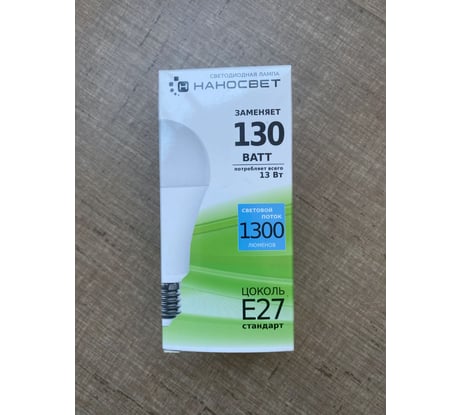 СВЕТОДИОДНАЯ ЛАМПА
НАНОСВЕТ
ЗАМЕНЯЕТ
130
ВАТТ
потребляет всего
13 Вт
СВЕТОВОЙ
ПОТОК
1300
ЛЮМЕНОВ
ЦОКОЛЬ
E27
стандарт